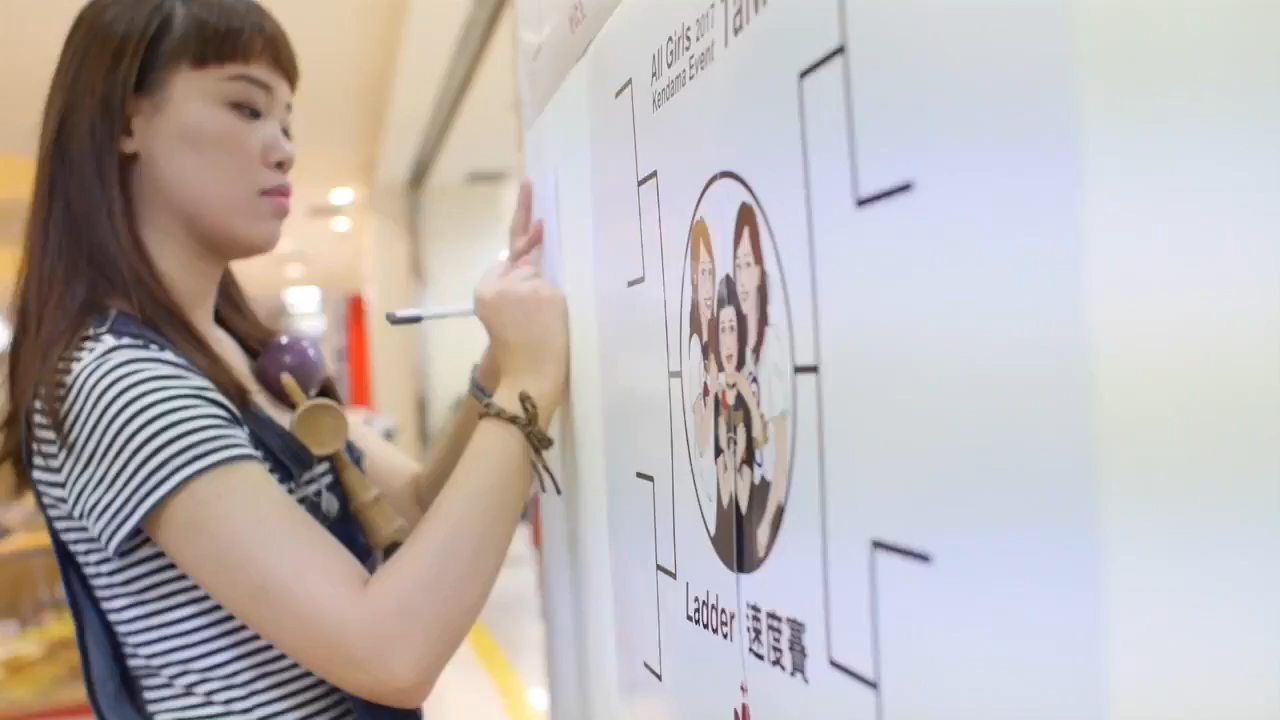 All Girls 2017
Kendama Event
Ladder 速度賽